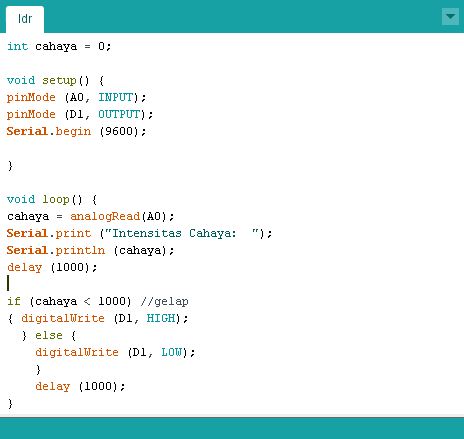 ldr
int cahaya = 0;
void setup() {
pinMode (A0, INPUT);
pinMode (D1, OUTPUT);
Serial.begin (9600);
}
void loop() {
cahaya = analogRead(A0);
Serial.print ("Intensitas Cahaya:  ");
Serial.println (cahaya);
delay (1000);
if (cahaya < 1000) //gelap
{ digitalWrite (D1, HIGH);
  } else {
    digitalWrite (D1, LOW);
    }
    delay (1000);
}